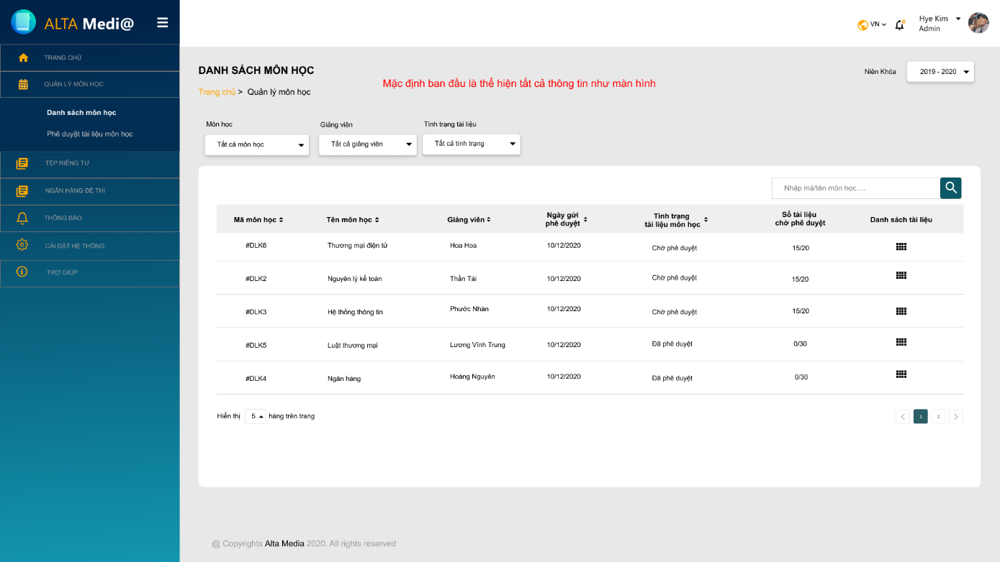 ALTA Medi@
TRANG CHỦ
QUẢN LÝ MÔN HỌC
Danh sách môn học
Phê duyệt tài liệu môn học
TỆP RIÊNG TƯ
NGÂN HÀNG ĐỀ THI
THÔNG BÁO
CÀI ĐẶT HỆ THỐNG
TRỢ GIÚP
VN
Hye Kim
Admin
DANH SÁCH MÔN HỌC
Trang chủ > Quản lý môn học
Mặc định ban đầu là thể hiện tất cả thông tin như màn hình
Niên Khóa
2019 - 2020
Môn học
Giảng viên
Tình trạng tài liệu
Tất cả môn học
Tất cả giảng viên
Tất cả tình trạng
Nhập mã/tên môn học....
Mã môn học
Tên môn học
Giảng viên
Ngày gửi
phê duyệt
Tình trạng
tài liệu môn học
Số tài liệu
chờ phê duyệt
Danh sách tài liệu
#DLK6 Thương mại điện tử Hoa Hoa 10/12/2020 Chờ phê duyệt 15/20
#DLK2 Nguyên lý kế toán Thần Tài 10/12/2020 Chờ phê duyệt 15/20
#DLK3 Hệ thống thông tin Phước Nhàn 10/12/2020 Chờ phê duyệt 15/20
#DLK5 Luật thương mại Lương Vĩnh Trung 10/12/2020 Đã phê duyệt 0/30
#DLK4 Ngân hàng Hoàng Nguyên 10/12/2020 Đã phê duyệt 0/30
Hiển thị 5 hàng trên trang
1 2
@ Copyrights Alta Media 2020. All rights reserved